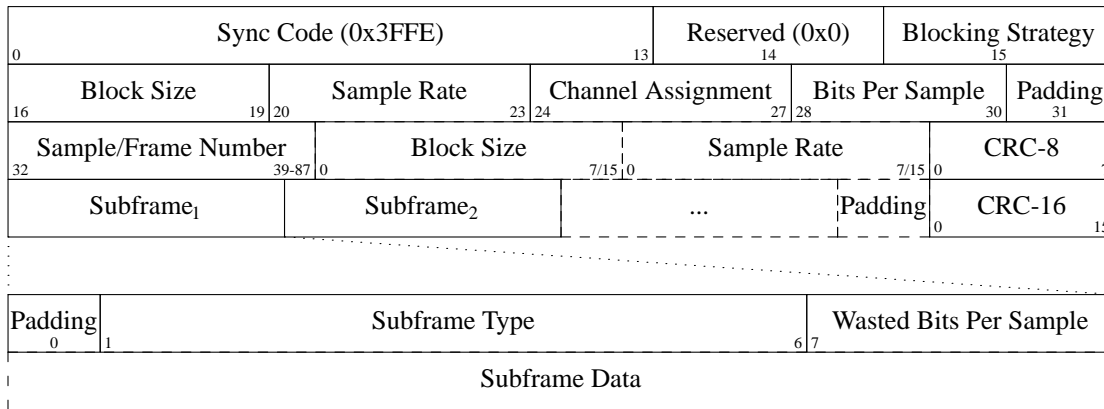 Sync Code (0x3FFE) Reserved (0x0) Blocking Strategy
0 13 14 15
Block Size Sample Rate Channel Assignment Bits Per Sample Padding
16 19 20 23 24 27 28 30 31
Sample/Frame Number Block Size Sample Rate CRC-8
32 39-87 0 7/15 0 7/15 0 7
Subframe1 Subframe2 ... Padding CRC-16
0 15
Padding Subframe Type Wasted Bits Per Sample
0 1 6 7
Subframe Data